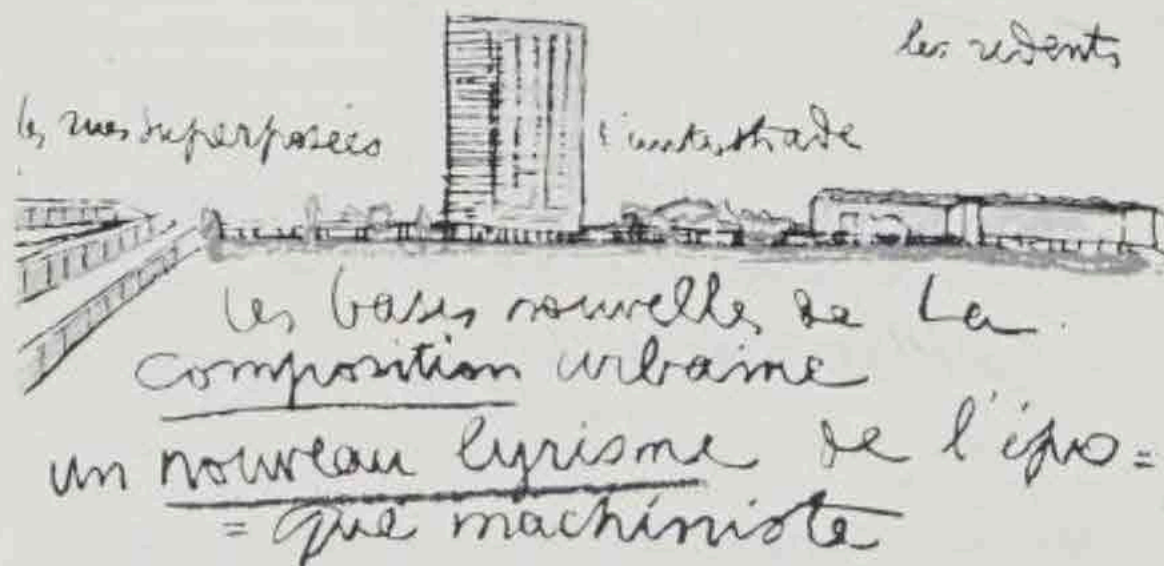 les redents
les rues superposées
les bases nouvelles de la
composition urbaine
un nouveau lyrisme de l'épo=
=que machiniste